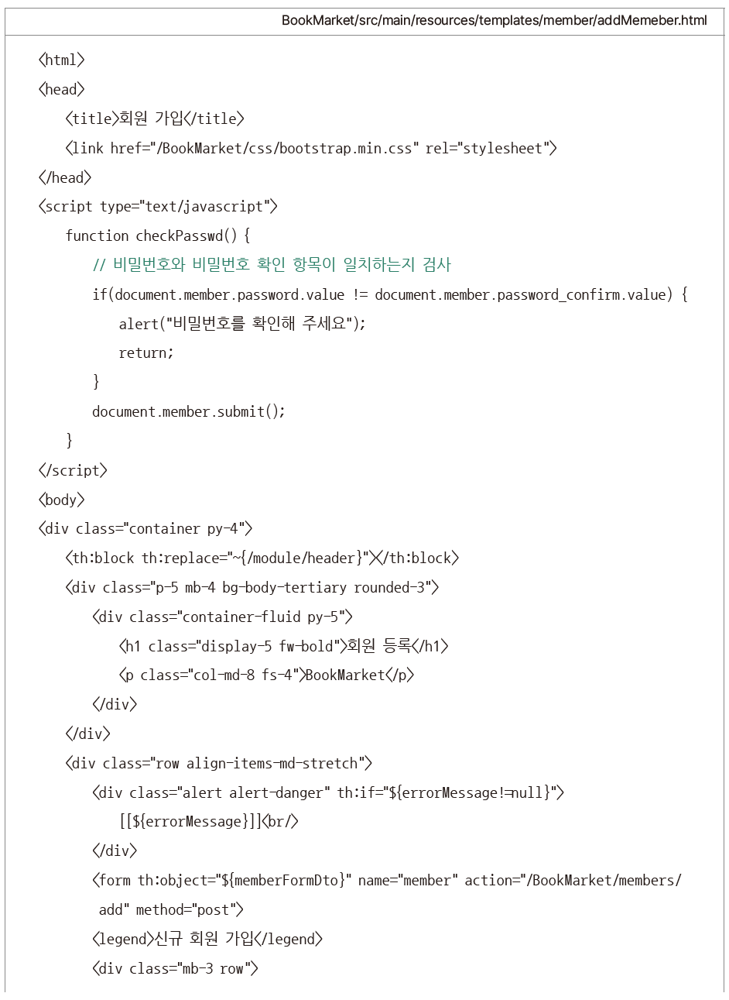 BookMarket/src/main/resources/templates/member/addMemeber.html
<html>
<head>
<title>회원 가입</title>
<link href="/BookMarket/css/bootstrap.min.css" rel="stylesheet">
</head>
<script type="text/javascript">
function checkPasswd() {
// 비밀번호와 비밀번호 확인 항목이 일치하는지 검사
if(document.member.password.value != document.member.password_confirm.value) {
alert("비밀번호를 확인해 주세요");
return;
}
document.member.submit();
}
</script>
<body>
<div class="container py-4">
<th:block th:replace="~{/module/header}"></th:block>
<div class="p-5 mb-4 bg-body-tertiary rounded-3">
<div class="container-fluid py-5">
<h1 class="display-5 fw-bold">회원 등록</h1>
<p class="col-md-8 fs-4">BookMarket</p>
</div>
</div>
<div class="row align-items-md-stretch">
<div class="alert alert-danger" th:if="${errorMessage!=null}">
[[${errorMessage}]]<br/>
</div>
<form th:object="${memberFormDto}" name="member" action="/BookMarket/members/
add" method="post">
<legend>신규 회원 가입</legend>
<div class="mb-3 row">